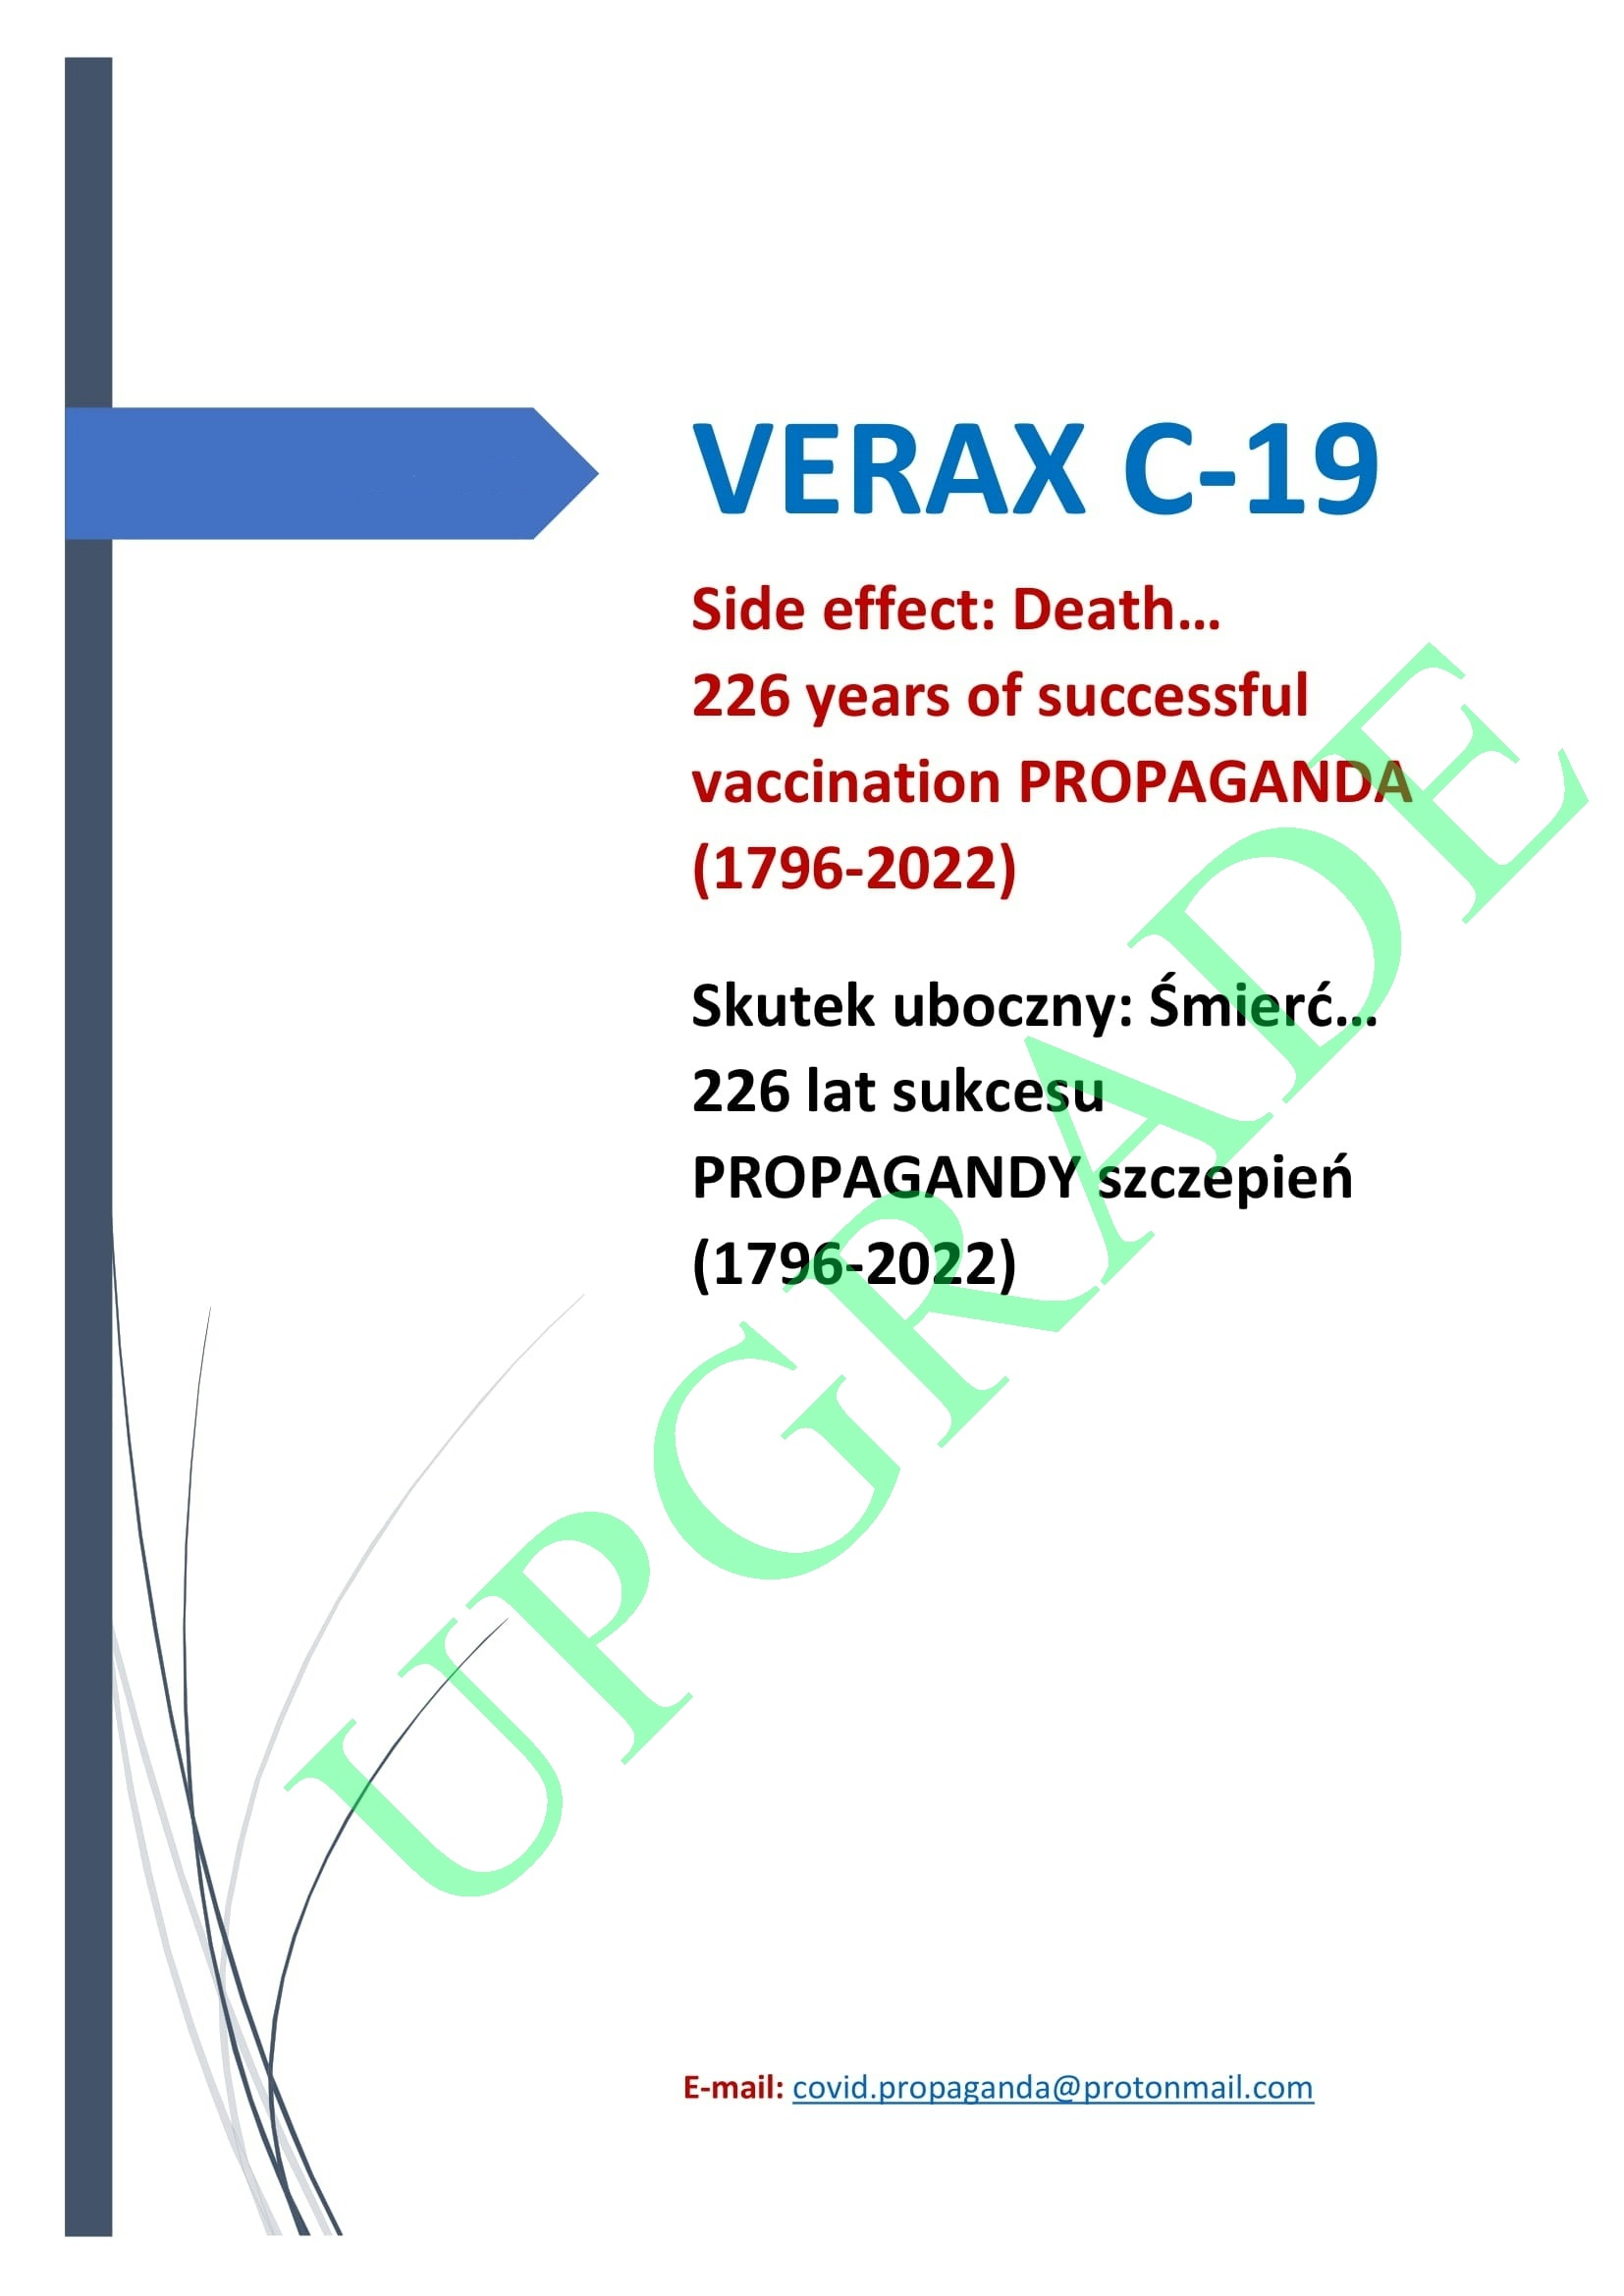 VERAX C-19
Side effect: Death...
226 years of successful
vaccination PROPAGANDA
(1796-2022)
Skutek uboczny: Śmierć...
226 lat sukcesu
PROPAGANDY szczepień
(1796-2022)
UPGRADE
E-mail: covid.propaganda@protonmail.com